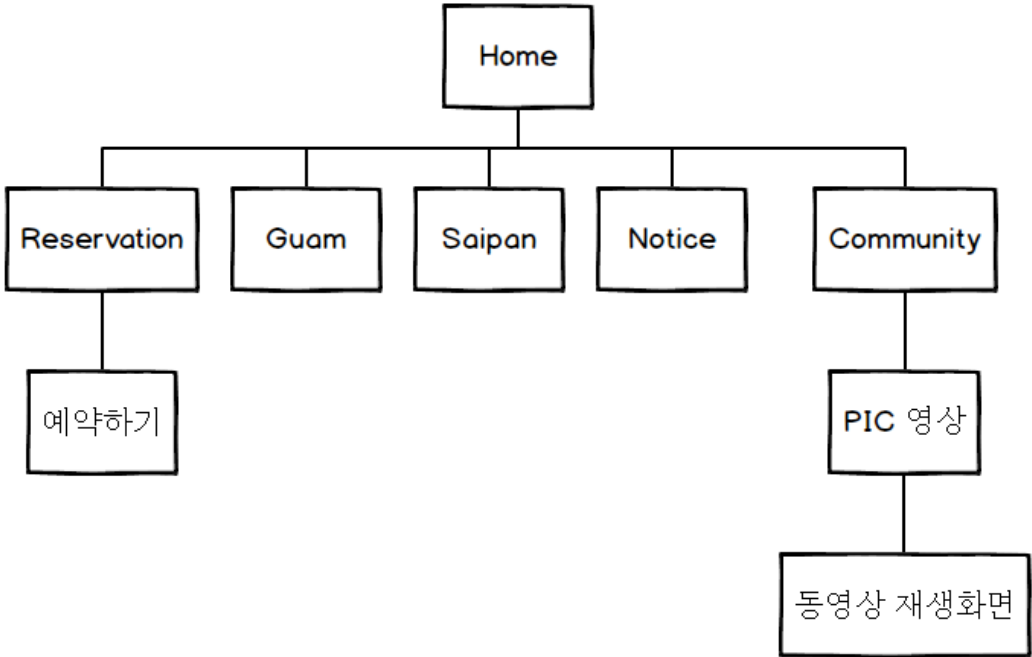 Home
Reservation
Guam
Saipan
Notice
Community
예약하기
PIC 영상
동영상 재생화면